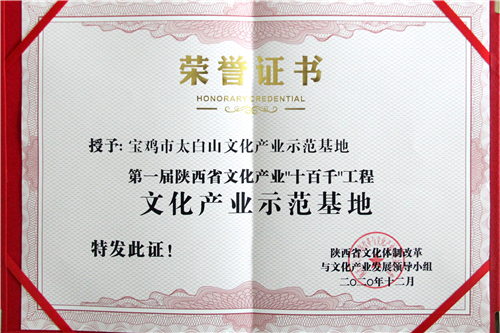 荣誉证书
HONORARY CREDENTIAL
授予:宝鸡市太白山文化产业示范基地
第一届陕西省文化产业"十百千"工程
文化产业示范基地
特发此证!
陕西省文化体制改革
与文化产业发展领导小组
二〇二〇年十二月